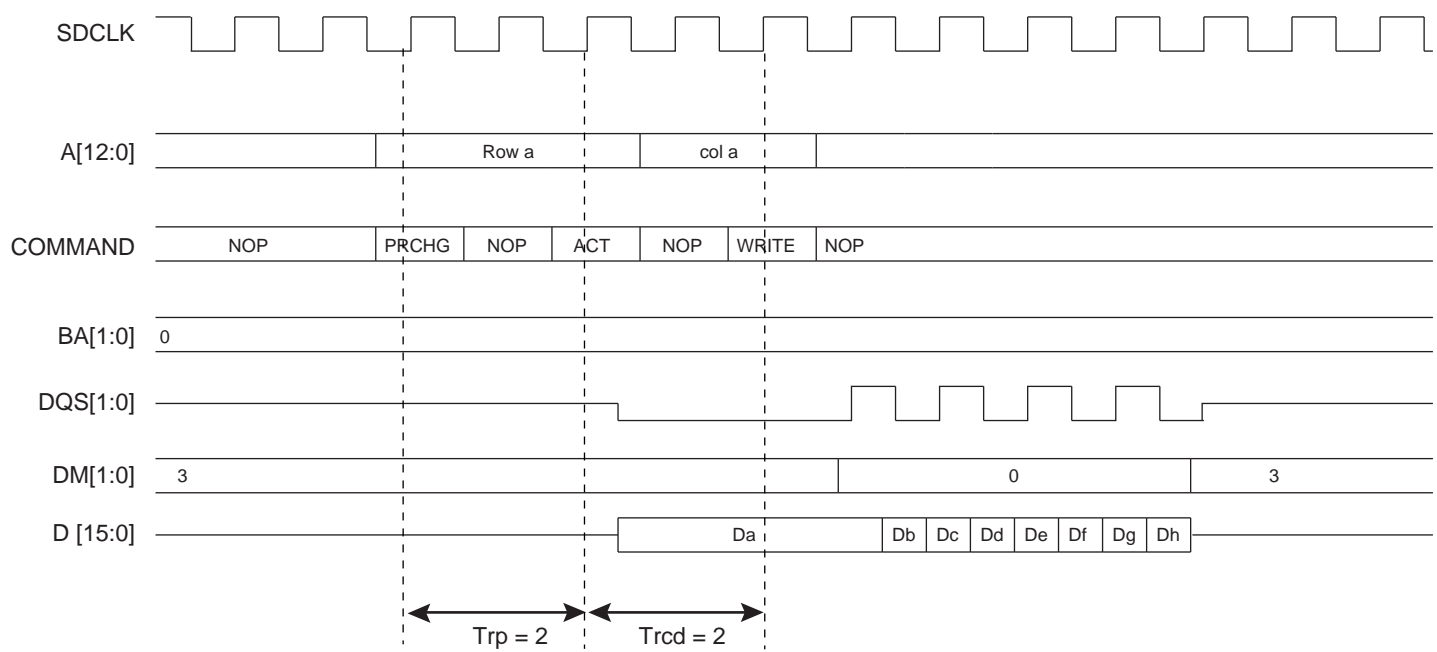 SDCLK
A[12:0] Row a col a
COMMAND NOP PRCHG NOP ACT NOP WRITE NOP
BA[1:0] 0
DQS[1:0]
DM[1:0] 3 0 3
D [15:0] Da Db Dc Dd De Df Dg Dh
Trp = 2 Trcd = 2